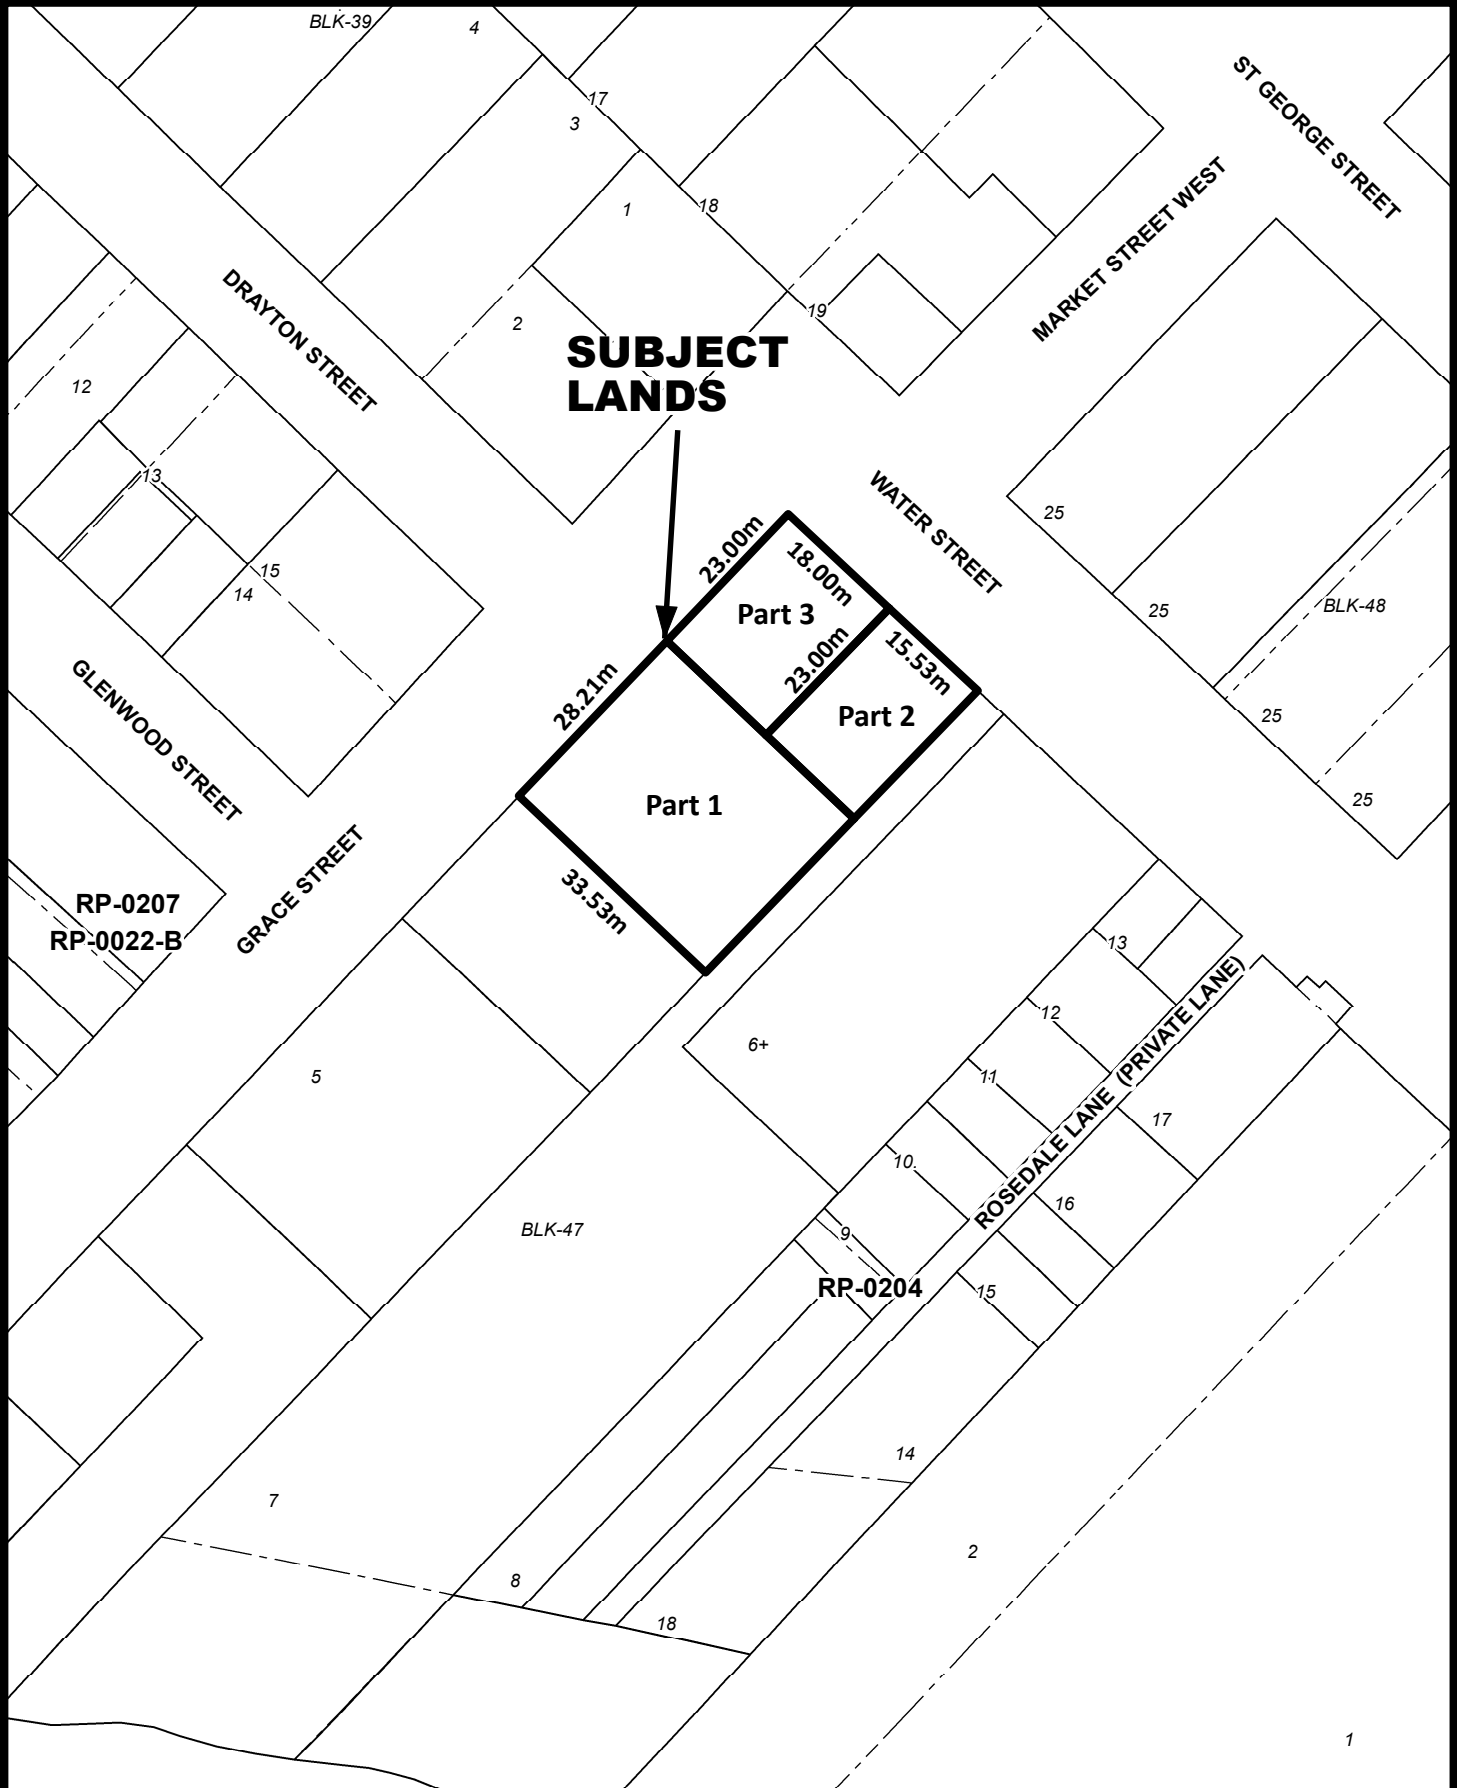 BLK-39
4
17
3
ST GEORGE STREET
MARKET STREET WEST
1
18
2
19
DRAYTON STREET
SUBJECT
LANDS
12
13
15
14
WATER STREET
25
25
BLK-48
25
25
23.00m
18.00m
Part 3
23.00m
15.53m
Part 2
28.21m
Part 1
33.53m
GLENWOOD STREET
GRACE STREET
RP-0207
RP-0022-B
13
12
11
10
9
6+
5
ROSEDALE LANE (PRIVATE LANE)
17
16
15
BLK-47
RP-0204
14
7
8
18
2
1